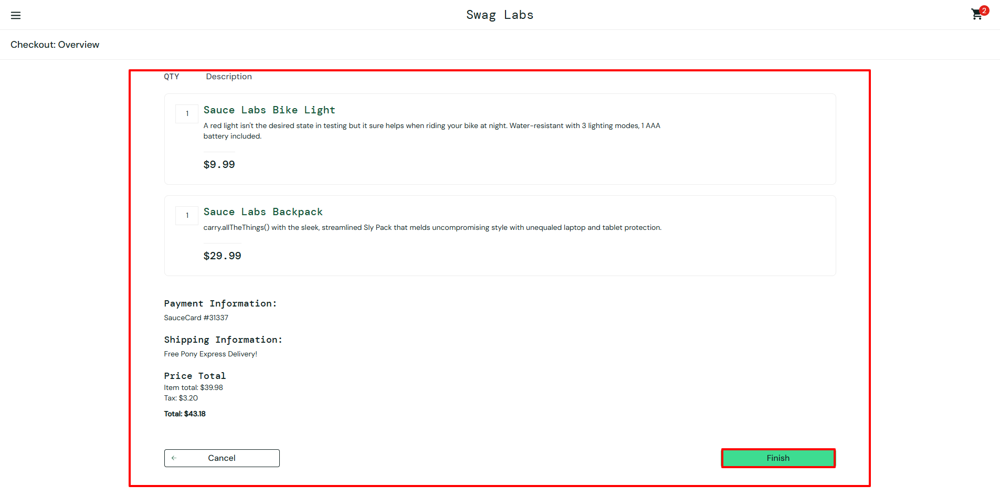 Swag Labs
2
Checkout: Overview
QTY Description
1
Sauce Labs Bike Light
A red light isn't the desired state in testing but it sure helps when riding your bike at night. Water-resistant with 3 lighting modes, 1 AAA
battery included.
$9.99
1
Sauce Labs Backpack
carry.allTheThings() with the sleek, streamlined Sly Pack that melds uncompromising style with unequaled laptop and tablet protection.
$29.99
Payment Information:
SauceCard #31337
Shipping Information:
Free Pony Express Delivery!
Price Total
Item total: $39.98
Tax: $3.20
Total: $43.18
Cancel
Finish